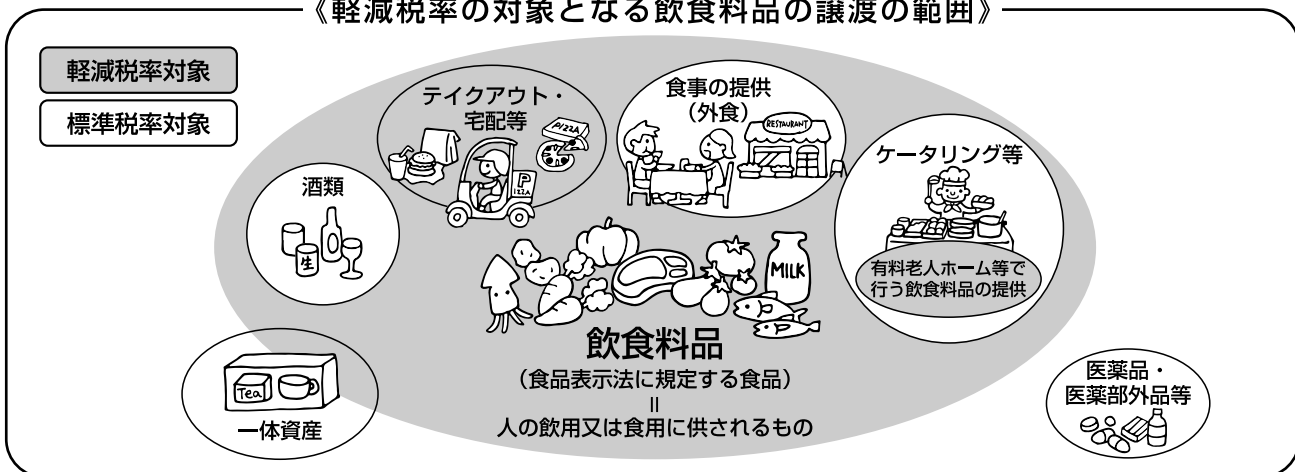 《軽減税率の対象となる飲食料品の譲渡の範囲》
軽減税率対象
標準税率対象
テイクアウト・
宅配等
PIZZA
P
IZZA
食事の提供
（外食）
RESTAURANT
ケータリング等
有料老人ホーム等で
行う飲食料品の提供
酒類
生
MILK
飲食料品
（食品表示法に規定する食品）
＝
人の飲用又は食用に供されるもの
Tea
一体資産
医薬品・
医薬部外品等